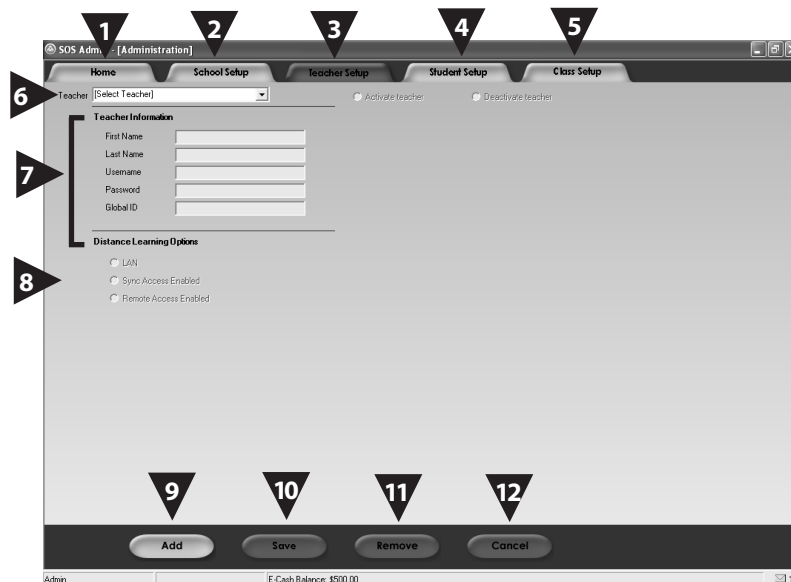 1 2 3 4 5
SOS Admin - [Administration]
Home School Setup Teacher Setup Student Setup Class Setup
6 Teacher [Select Teacher] Activate teacher Deactivate teacher
Teacher Information
First Name
Last Name
Username
7
Password
Global ID
Distance Learning Options
LAN
8 Sync Access Enabled
Remote Access Enabled
9 10 11 12
Add Save Remove Cancel
Admin E-Cash Balance: $500.00